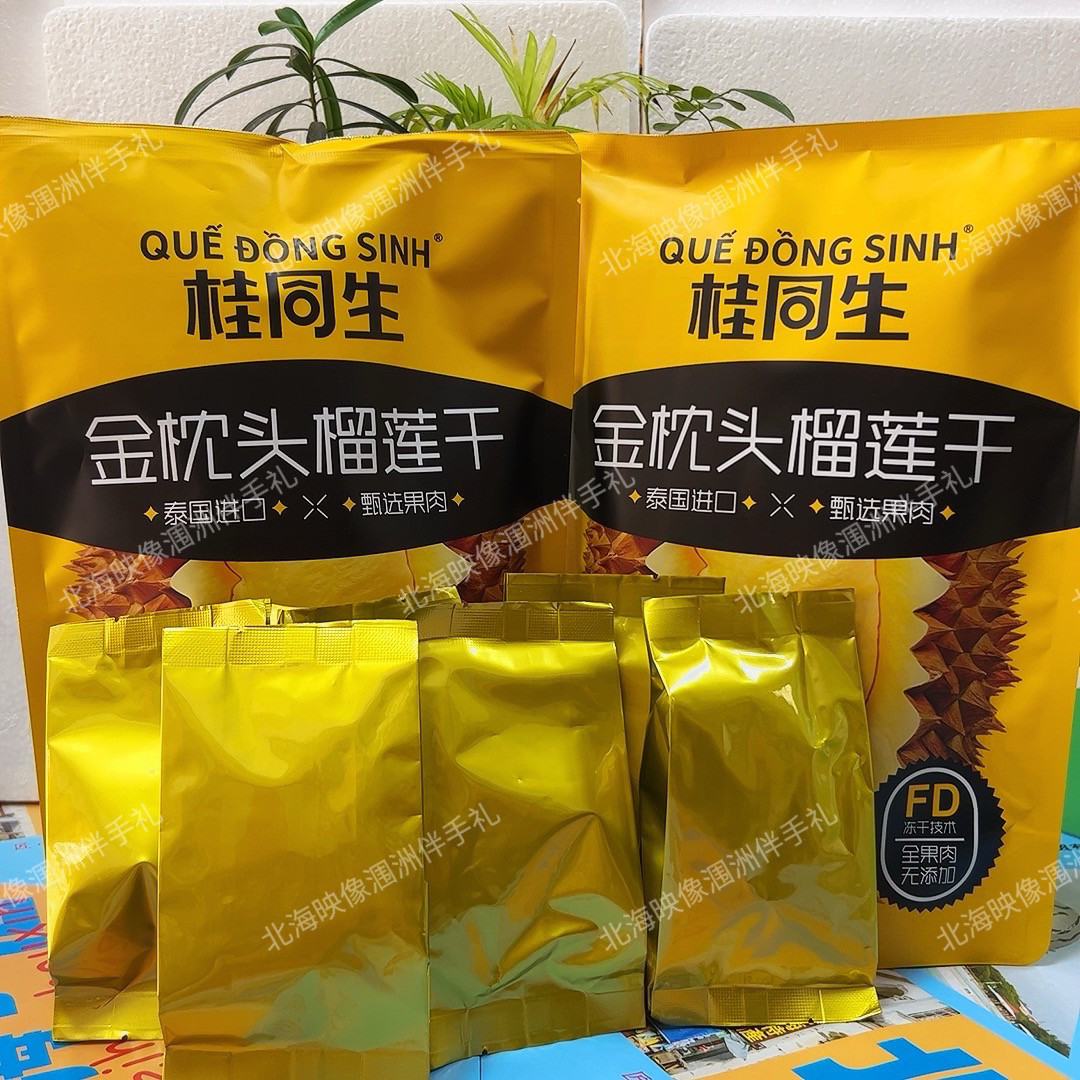 QUẾ ĐỒNG SINH®
桂同生
金枕头榴莲干
泰国进口 × 甄选果肉
QUẾ ĐỒNG SINH®
桂同生
金枕头榴莲干
泰国进口 × 甄选果肉
FD
冻干技术
全果肉
无添加
北海映像涠洲伴手礼